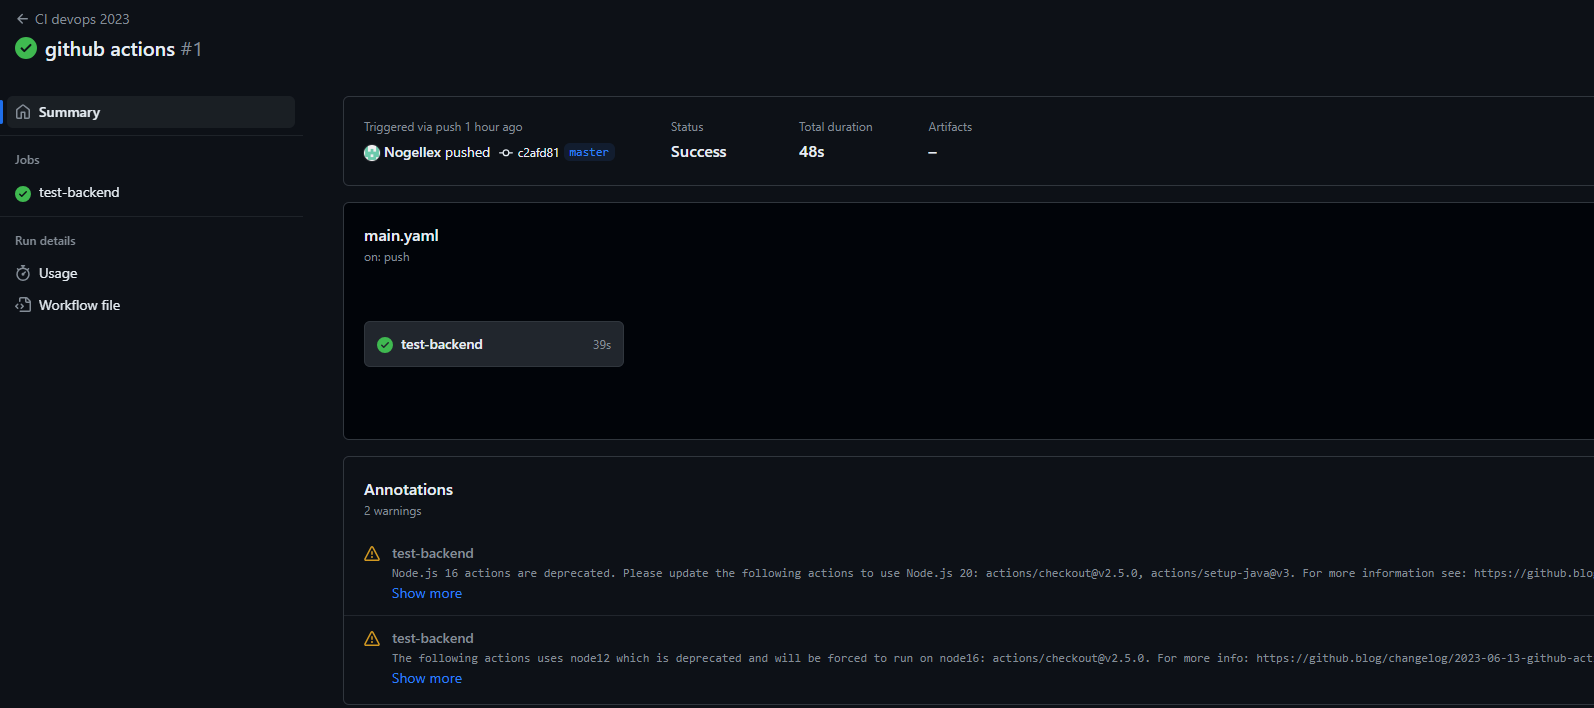 CI devops 2023
github actions #1
Summary
Jobs
test-backend
Run details
Usage
Workflow file
Triggered via push 1 hour ago
Nogellex pushed c2afd81 master
Status
Success
Total duration
48s
Artifacts
–
main.yaml
on: push
test-backend 39s
Annotations
2 warnings
test-backend
Node.js 16 actions are deprecated. Please update the following actions to use Node.js 20: actions/checkout@v2.5.0, actions/setup-java@v3. For more information see: https://github.blo
Show more
test-backend
The following actions uses node12 which is deprecated and will be forced to run on node16: actions/checkout@v2.5.0. For more info: https://github.blog/changelog/2023-06-13-github-act
Show more